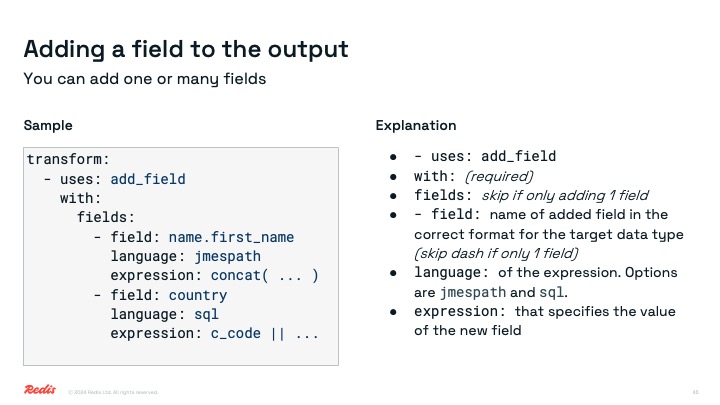 Adding a field to the output
You can add one or many fields
Sample
transform:
  - uses: add_field
    with:
      fields:
        - field: name.first_name
          language: jmespath
          expression: concat( ... )
        - field: country
          language: sql
          expression: c_code || ...
Explanation
● - uses: add_field
● with: (required)
● fields: skip if only adding 1 field
● - field: name of added field in the
correct format for the target data type
(skip dash if only 1 field)
● language: of the expression. Options
are jmespath and sql.
● expression: that specifies the value
of the new field
Redis
© 2024 Redis Ltd. All rights reserved.